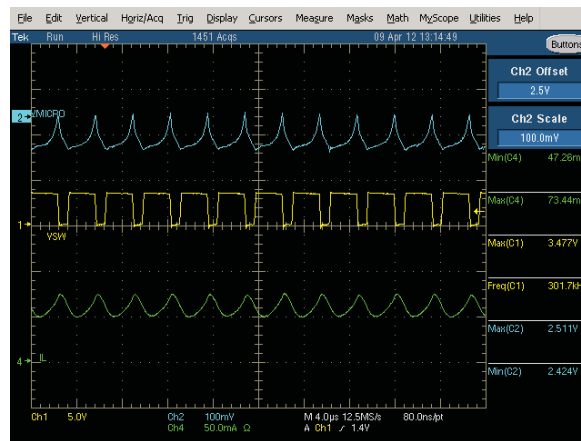 File Edit Vertical Horiz/Acq Trig Display Cursors Measure Masks Math MyScope Utilities Help
Tek Run Hi Res 1451 Acqs 09 Apr 12 13:14:49 Buttons
Ch2 Offset
2.5V
Ch2 Scale
100.0mV
2 VMICRO
Min(C4) 47.26m
Max(C4) 73.44m
1
VSW
Max(C1) 3.477V
Freq(C1) 301.7kH
Max(C2) 2.511V
4 IL
Min(C2) 2.424V
Ch1 5.0V Ch2 100mV M 4.0µs 12.5MS/s 80.0ns/pt
Ch4 50.0mA Ω A Ch1 ∕ 1.4V